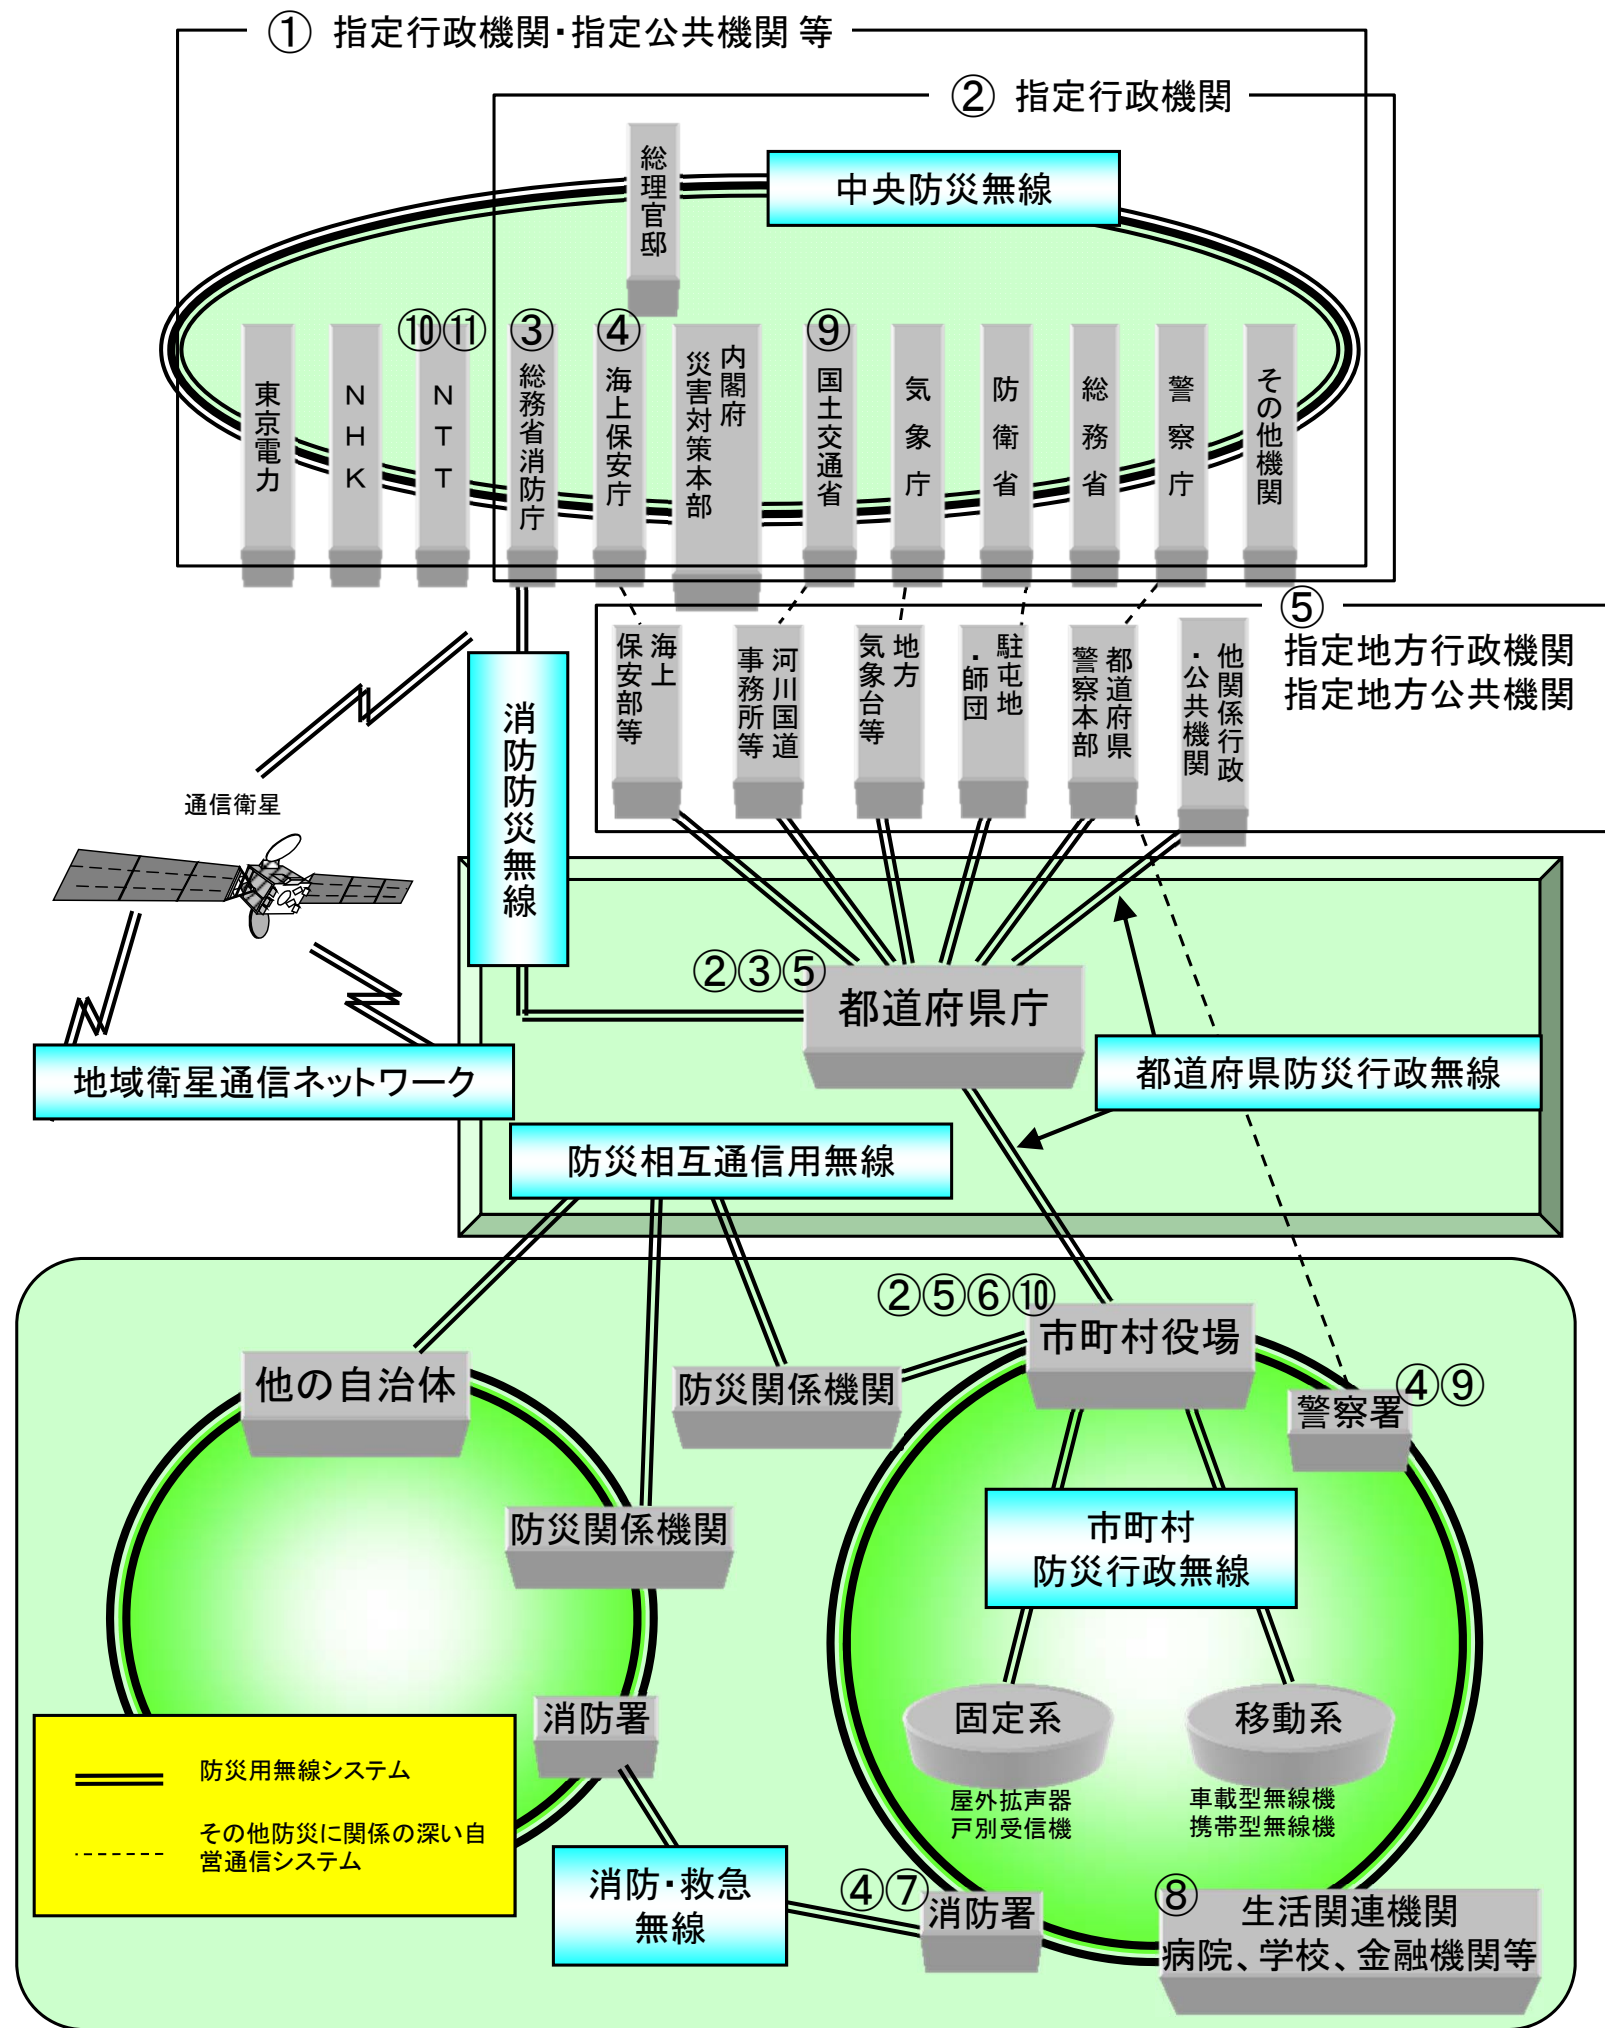 ① 指定行政機関・指定公共機関 等
② 指定行政機関
総理官邸
中央防災無線
東京電力
NHK
⑩⑪
NTT
③
総務省消防庁
④
海上保安庁
内閣府
災害対策本部
⑨
国土交通省
気象庁
防衛省
総務省
警察庁
その他機関
⑤
指定地方行政機関
指定地方公共機関
海上
保安部等
河川国道
事務所等
地方
気象台等
駐屯地
・師団
都道府県
警察本部
他関係行政
・公共機関
消防防災無線
通信衛星
②③⑤
都道府県庁
地域衛星通信ネットワーク
都道府県防災行政無線
防災相互通信用無線
②⑤⑥⑩
市町村役場
他の自治体
防災関係機関
④⑨
警察署
防災関係機関
市町村
防災行政無線
消防署
固定系
移動系
屋外拡声器
戸別受信機
車載型無線機
携帯型無線機
防災用無線システム
その他防災に関係の深い自
営通信システム
消防・救急
無線
④⑦
消防署
⑧
生活関連機関
病院、学校、金融機関等